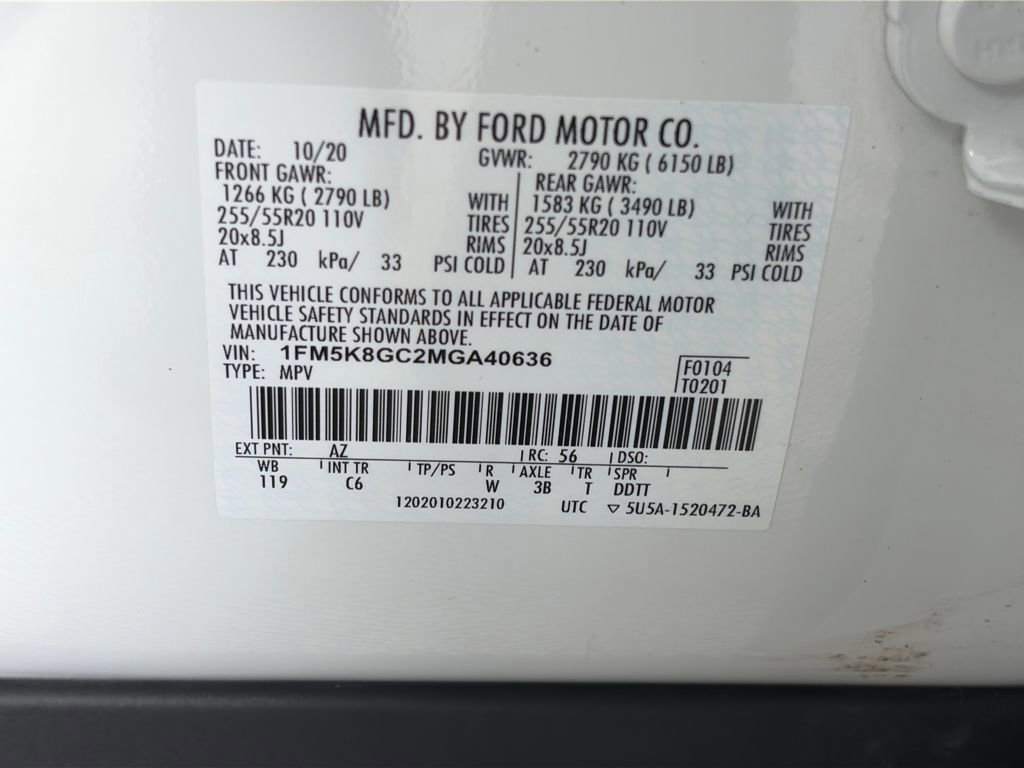 MFD. BY FORD MOTOR CO.
DATE: 10/20 GVWR: 2790 KG ( 6150 LB)
FRONT GAWR: REAR GAWR:
1266 KG ( 2790 LB) WITH 1583 KG ( 3490 LB) WITH
255/55R20 110V TIRES 255/55R20 110V TIRES
20x8.5J RIMS 20x8.5J RIMS
AT 230 kPa/ 33 PSI COLD AT 230 kPa/ 33 PSI COLD
THIS VEHICLE CONFORMS TO ALL APPLICABLE FEDERAL MOTOR
VEHICLE SAFETY STANDARDS IN EFFECT ON THE DATE OF
MANUFACTURE SHOWN ABOVE.
VIN: 1FM5K8GC2MGA40636 F0104
TYPE: MPV T0201
EXT PNT: AZ RC: 56 DSO:
WB INT TR TP/PS R AXLE TR SPR
119 C6 W 3B T DDTT
1202010223210 UTC ▽ 5U5A-1520472-BA